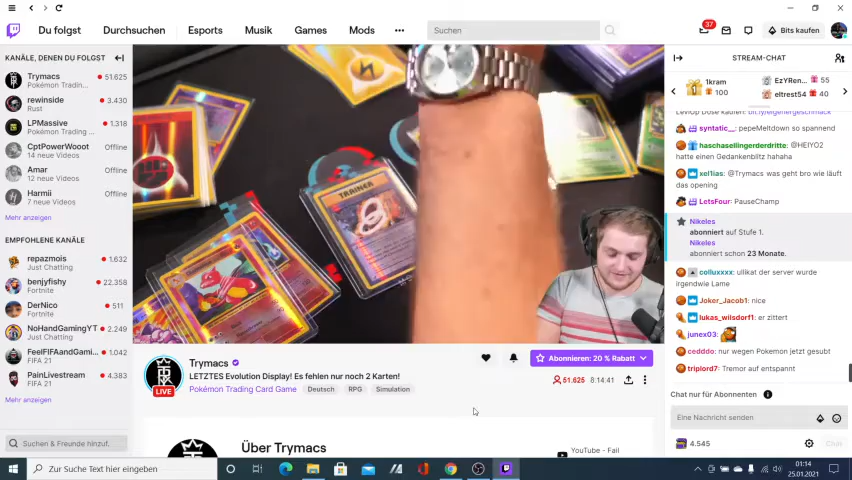 Du folgst
Durchsuchen
Esports
Musik
Games
Mods
Suchen
37
Bits kaufen
KANÄLE, DENEN DU FOLGST
Trymacs
51.625
Pokémon Tradin...
rewinside
3.430
Rust
LPMassive
1.318
Pokémon Trading ...
CptPowerWooot
Offline
14 neue Videos
Amar
Offline
12 neue Videos
Harmii
Offline
7 neue Videos
Mehr anzeigen
EMPFOHLENE KANÄLE
repazmois
1.632
Just Chatting
benjyfishy
22.358
Fortnite
DerNico
511
Fortnite
NoHandGamingYT
2.249
Just Chatting
FeelFIFAandGami...
1.042
FIFA 21
PainLivestream
4.383
FIFA 21
Mehr anzeigen
Suchen & Freunde hinzuf.
TRAINER
LIVE
Trymacs
LETZTES Evolution Display! Es fehlen nur noch 2 Karten!
Pokémon Trading Card Game
Deutsch
RPG
Simulation
Abonnieren: 20 % Rabatt
51.625
8:14:41
Über Trymacs
YouTube - Fail
STREAM-CHAT
1
1kram
100
EzYRen...
55
eltrest54
40
syntatic__: pepeMeltdown so spannend
haschasellingerderdritte: @HEIYO2
hatte einen Gedankenblitz hahaha
xel1ias: @Trymacs was geht bro wie läuft
das opening
LetsFour: PauseChamp
Nikeles
abonniert auf Stufe 1.
Nikeles
abonniert schon 23 Monate.
colluxxxx: ullikat der server wurde
irgendwie Lame
Joker_Jacob1: nice
lukas_wilsdorf1: er zittert
junex03:
cedddo: nur wegen Pokemon jetzt gesubt
triplord7: Tremor auf entspannt
Chat nur für Abonnenten
Eine Nachricht senden
4.545
Chat
Zur Suche Text hier eingeben
01:14
25.01.2021